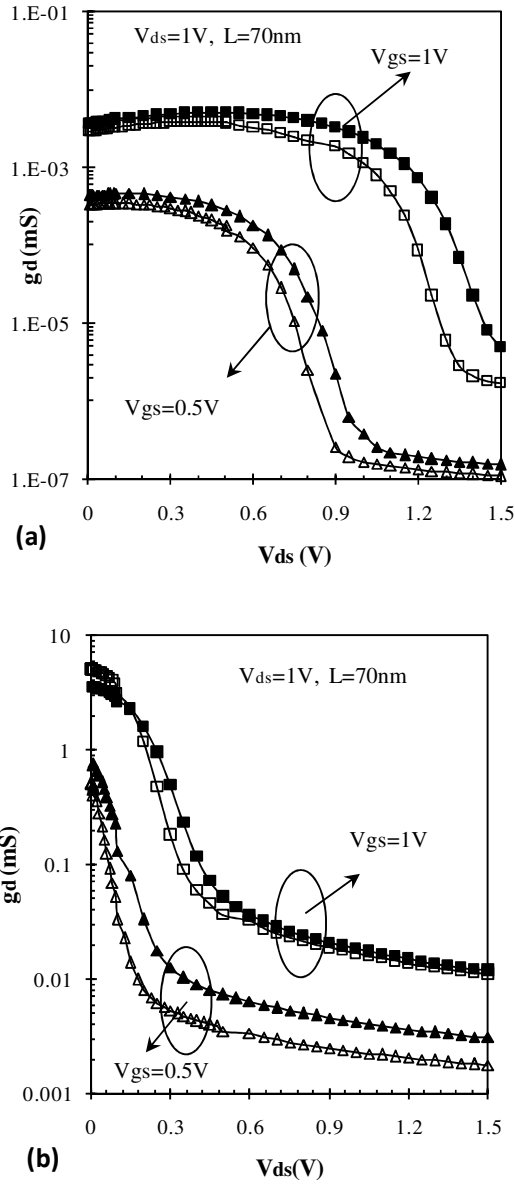 1.E-01
Vds=1V, L=70nm
Vgs=1V
1.E-03
gd (mS)
1.E-05
Vgs=0.5V
1.E-07
0 0.3 0.6 0.9 1.2 1.5
(a)
Vds (V)
10
Vds=1V, L=70nm
1
gd (mS)
Vgs=1V
0.1
0.01
Vgs=0.5V
0.001
0 0.3 0.6 0.9 1.2 1.5
(b)
Vds(V)